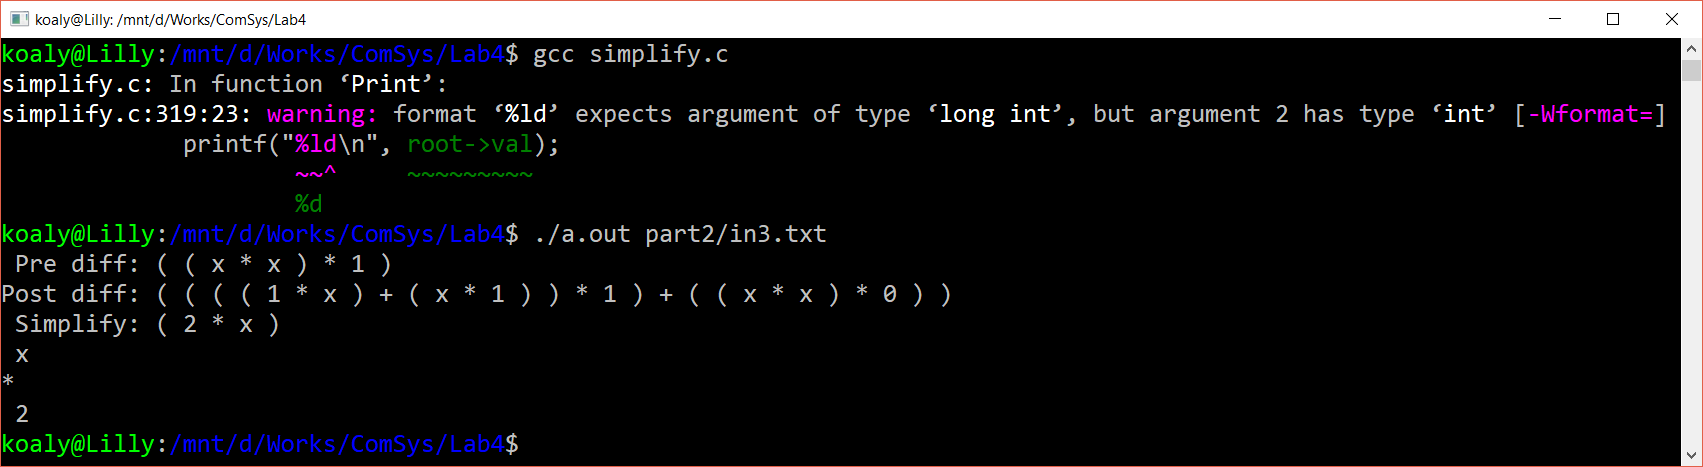 koaly@Lilly: /mnt/d/Works/ComSys/Lab4
koaly@Lilly:/mnt/d/Works/ComSys/Lab4$ gcc simplify.c
simplify.c: In function ‘Print’:
simplify.c:319:23: warning: format ‘%ld’ expects argument of type ‘long int’, but argument 2 has type ‘int’ [-Wformat=]
             printf("%ld\n", root->val);
                     ~~^     ~~~~~~~~~
                     %d
koaly@Lilly:/mnt/d/Works/ComSys/Lab4$ ./a.out part2/in3.txt
 Pre diff: ( ( x * x ) * 1 )
Post diff: ( ( ( ( 1 * x ) + ( x * 1 ) ) * 1 ) + ( ( x * x ) * 0 ) )
 Simplify: ( 2 * x )
 x
*
 2
koaly@Lilly:/mnt/d/Works/ComSys/Lab4$